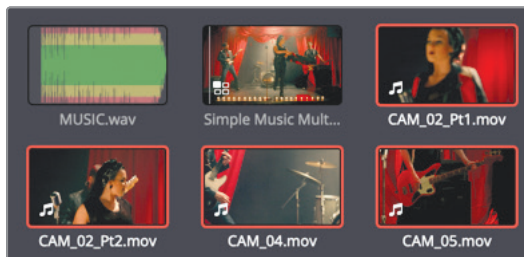 MUSIC.wav
Simple Music Mult...
CAM_02_Pt1.mov
CAM_02_Pt2.mov
CAM_04.mov
CAM_05.mov